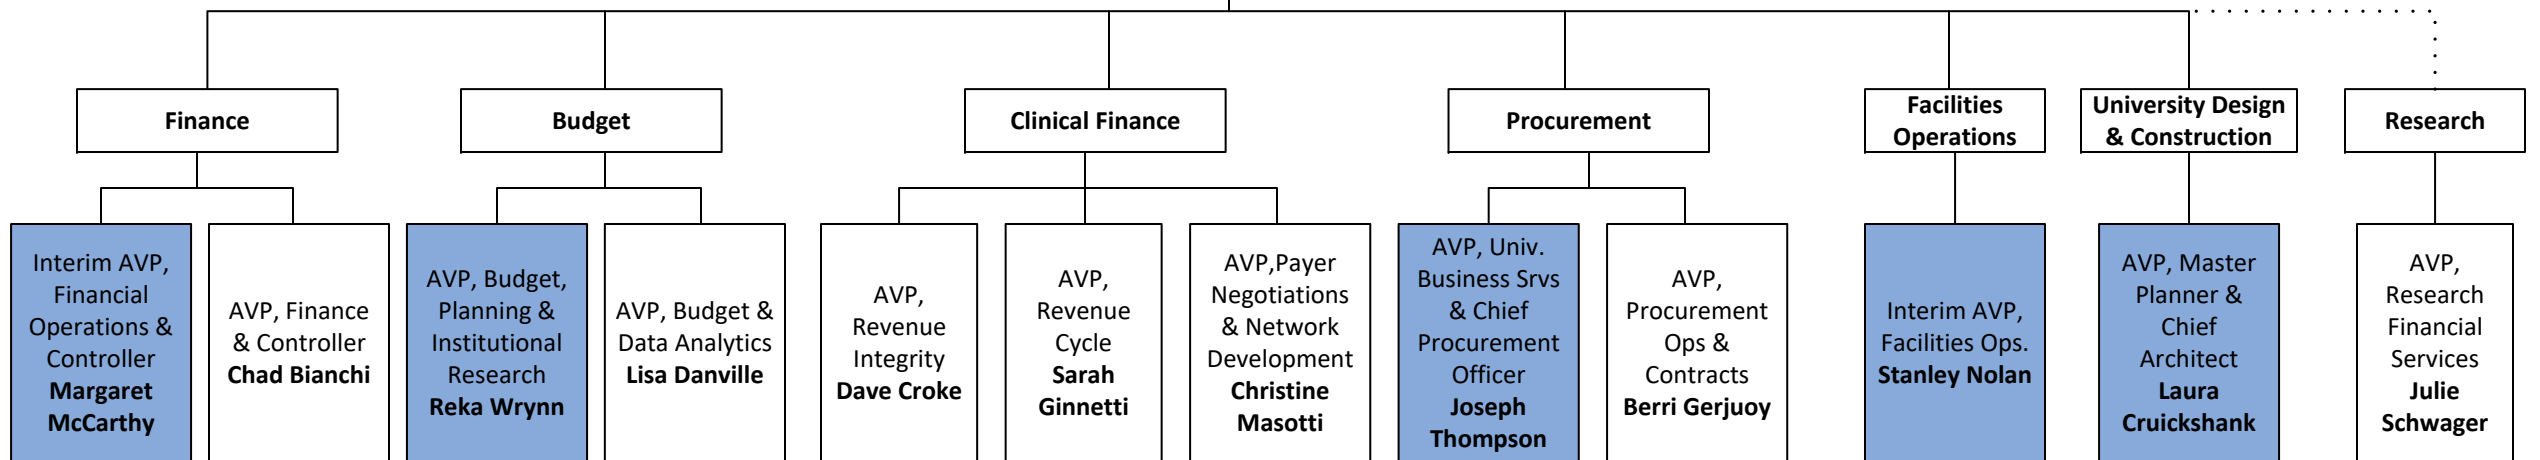 Finance
Budget
Clinical Finance
Procurement
Facilities
Operations
University Design
& Construction
Research
Interim AVP,
Financial
Operations &
Controller
Margaret
McCarthy
AVP, Finance
& Controller
Chad Bianchi
AVP, Budget,
Planning &
Institutional
Research
Reka Wrynn
AVP, Budget &
Data Analytics
Lisa Danville
AVP,
Revenue
Integrity
Dave Croke
AVP,
Revenue
Cycle
Sarah
Ginnetti
AVP,Payer
Negotiations
& Network
Development
Christine
Masotti
AVP, Univ.
Business Srvs
& Chief
Procurement
Officer
Joseph
Thompson
AVP,
Procurement
Ops &
Contracts
Berri Gerjuoy
Interim AVP,
Facilities Ops.
Stanley Nolan
AVP, Master
Planner &
Chief
Architect
Laura
Cruickshank
AVP,
Research
Financial
Services
Julie
Schwager